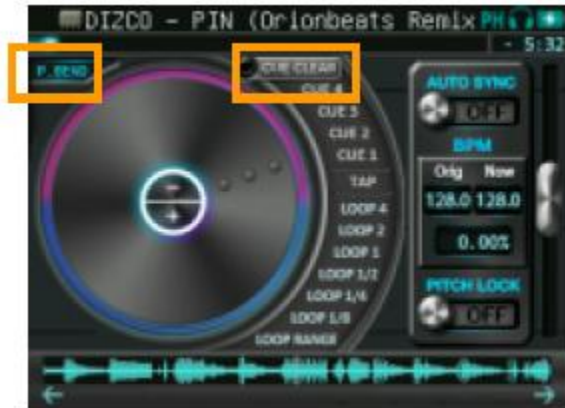 DIZCO - PIN (Orionbeats Remix PH
- 5:32
P.BEND
CUE CLEAR
CUE 4
CUE 3
CUE 2
CUE 1
TAP
LOOP 4
LOOP 2
LOOP 1
LOOP 1/2
LOOP 1/4
LOOP 1/8
LOOP RANGE
AUTO SYNC
OFF
BPM
Orig Now
128.0 128.0
0.00%
PITCH LOCK
OFF